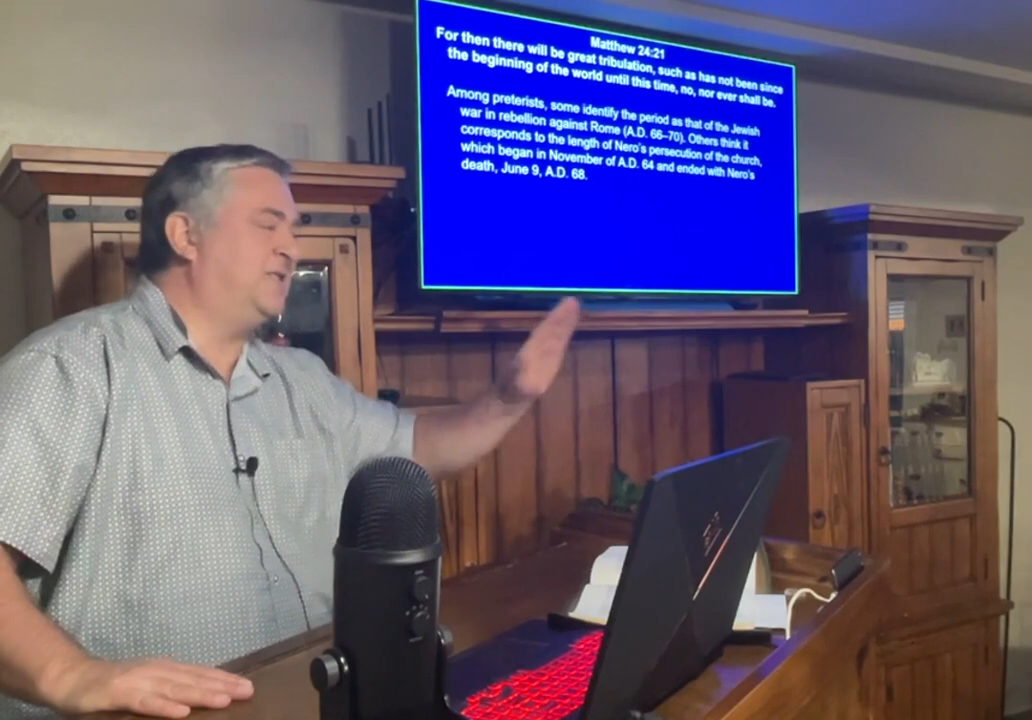 Matthew 24:21
For then there will be great tribulation, such as has not been since
the beginning of the world until this time, no, nor ever shall be.
Among preterists, some identify the period as that of the Jewish
war in rebellion against Rome (A.D. 66–70). Others think it
corresponds to the length of Nero's persecution of the church,
which began in November of A.D. 64 and ended with Nero's
death, June 9, A.D. 68.